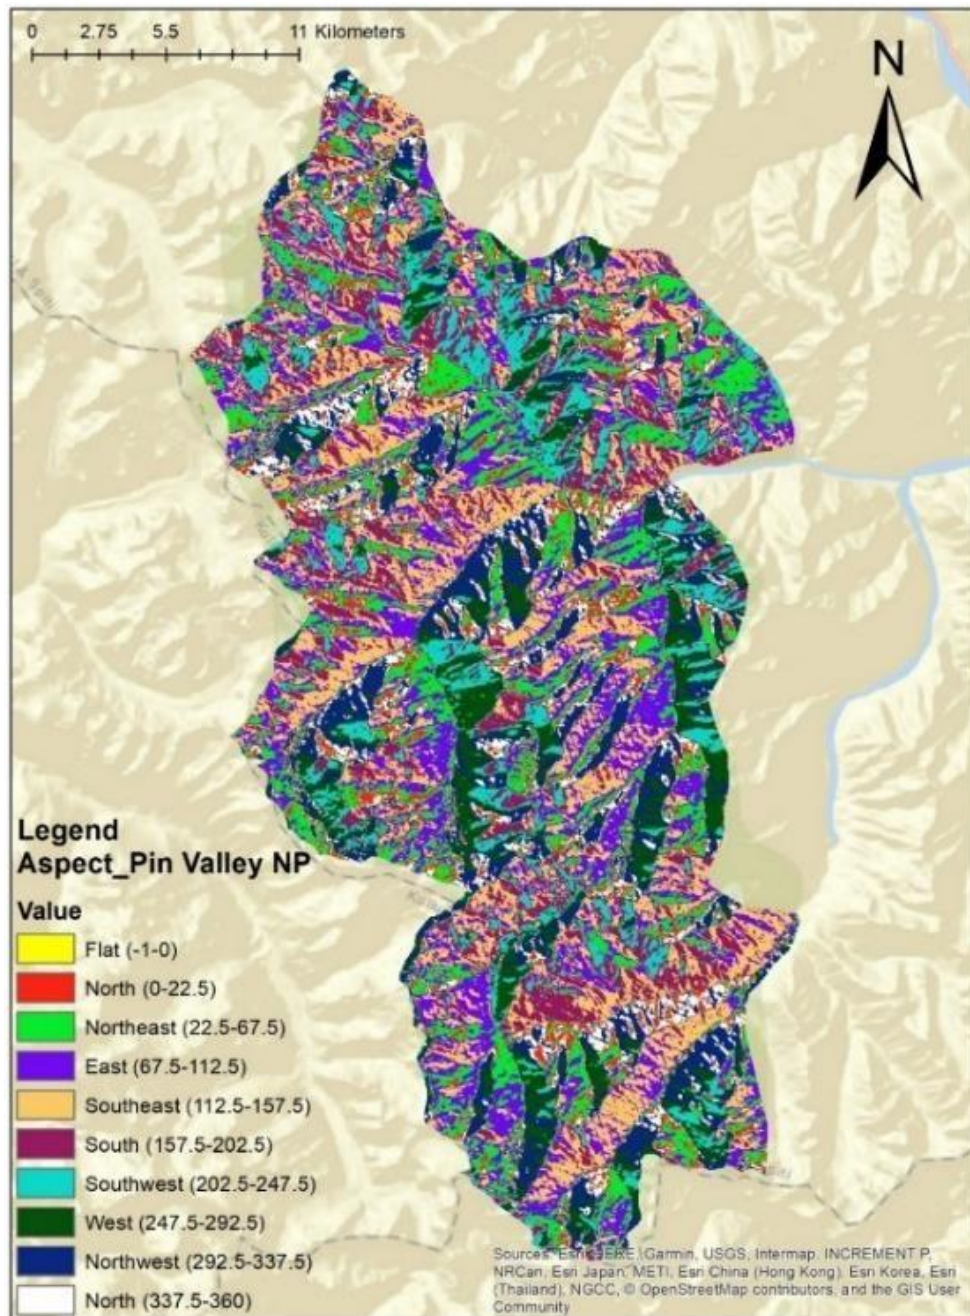 0 2.75 5.5 11 Kilometers
N
Legend
Aspect_Pin Valley NP
Value
Flat (-1-0)
North (0-22.5)
Northeast (22.5-67.5)
East (67.5-112.5)
Southeast (112.5-157.5)
South (157.5-202.5)
Southwest (202.5-247.5)
West (247.5-292.5)
Northwest (292.5-337.5)
North (337.5-360)
Sources: Esri, HERE, Garmin, USGS, Intermap, INCREMENT P,
NRCan, Esri Japan, METI, Esri China (Hong Kong), Esri Korea, Esri
(Thailand), NGCC, © OpenStreetMap contributors, and the GIS User
Community